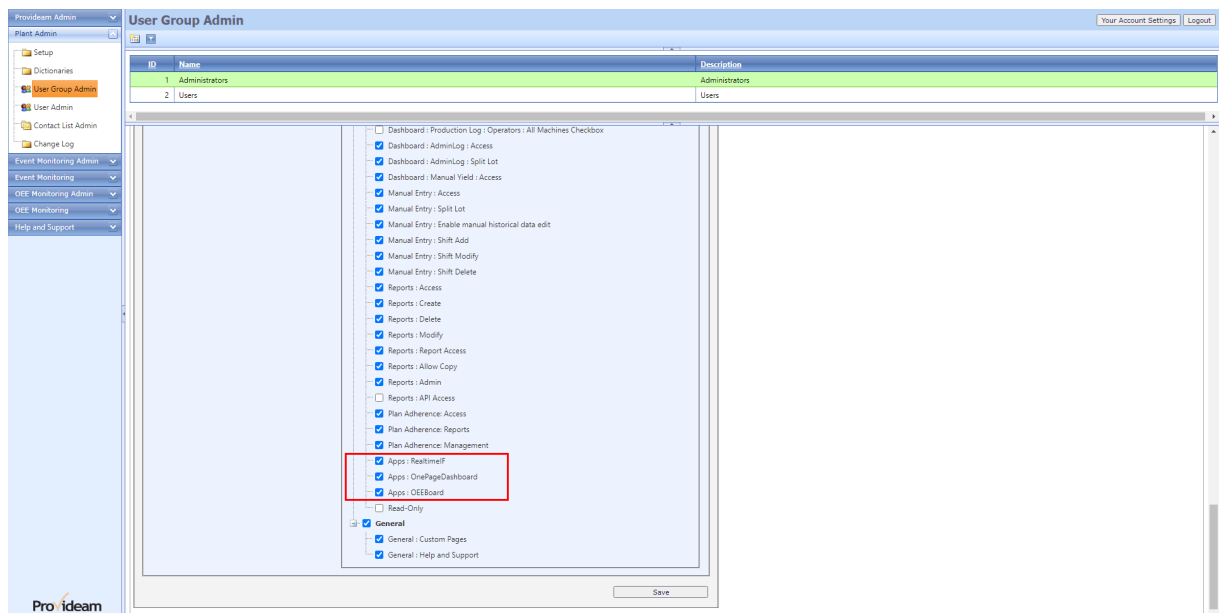 Provideam Admin
User Group Admin
Your Account Settings
Logout
Plant Admin
Setup
Dictionaries
User Group Admin
User Admin
Contact List Admin
Change Log
Event Monitoring Admin
Event Monitoring
OEE Monitoring Admin
OEE Monitoring
Help and Support
ID Name Description
1 Administrators Administrators
2 Users Users
Dashboard : Production Log : Operators : All Machines Checkbox
Dashboard : AdminLog : Access
Dashboard : AdminLog : Split Lot
Dashboard : Manual Yield : Access
Manual Entry : Access
Manual Entry : Split Lot
Manual Entry : Enable manual historical data edit
Manual Entry : Shift Add
Manual Entry : Shift Modify
Manual Entry : Shift Delete
Reports : Access
Reports : Create
Reports : Delete
Reports : Modify
Reports : Report Access
Reports : Allow Copy
Reports : Admin
Reports : API Access
Plan Adherence: Access
Plan Adherence: Reports
Plan Adherence: Management
Apps : RealtimeIF
Apps : OnePageDashboard
Apps : OEEBoard
Read-Only
General
General : Custom Pages
General : Help and Support
Save
Provideam